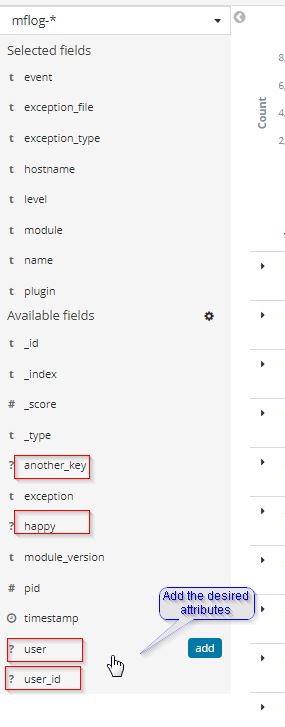 mflog-*
Selected fields
t event
t exception_file
t exception_type
t hostname
t level
t module
t name
t plugin
Available fields
t _id
t _index
# _score
t _type
? another_key
t exception
? happy
t module_version
# pid
timestamp
? user
add
? user_id
Add the desired
attributes
Count
8,
6,
4,
2,